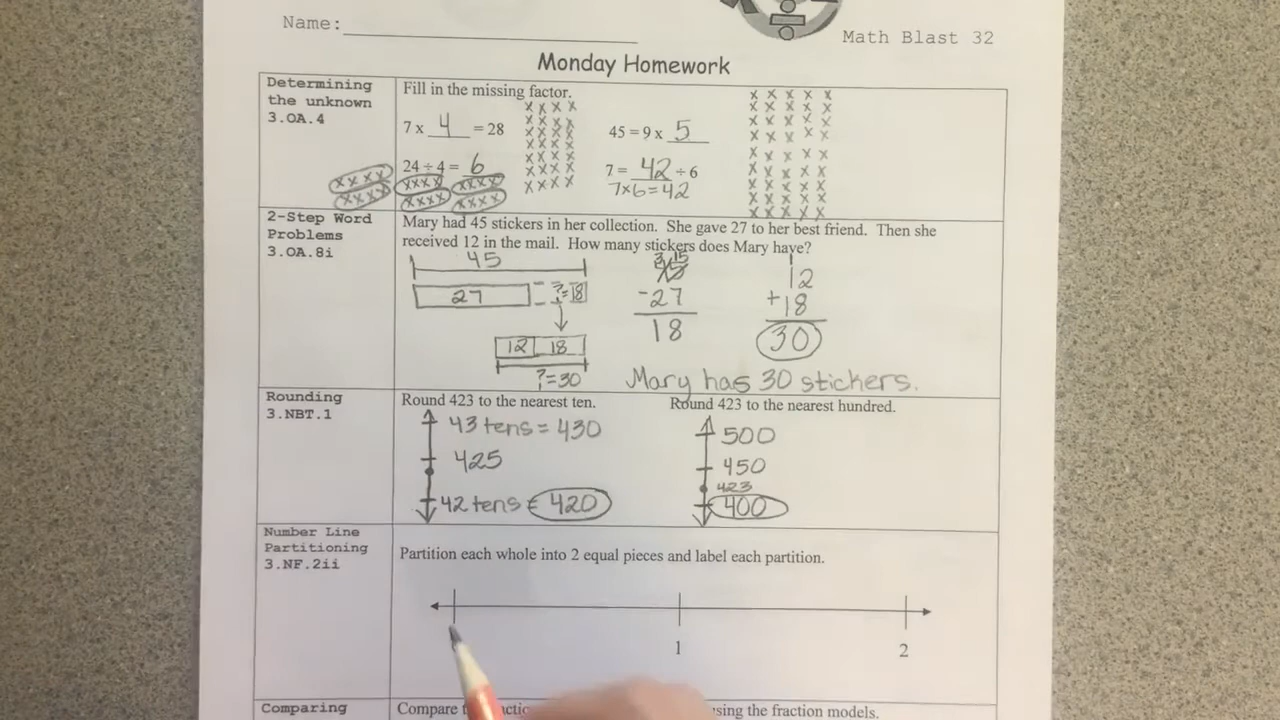 Name:
Math Blast 32
Monday Homework
Determining
the unknown
3.OA.4
Fill in the missing factor.
7 x 4 = 28
45 = 9 x 5
24 ÷ 4 = 6
7 = 42 ÷ 6
7x6=42
2-Step Word
Problems
3.OA.8i
Mary had 45 stickers in her collection. She gave 27 to her best friend. Then she
received 12 in the mail. How many stickers does Mary have?
45
27
?=18
12 18
?=30
3 15
45
-27
18
1
12
+18
30
Mary has 30 stickers.
Rounding
3.NBT.1
Round 423 to the nearest ten.
43 tens = 430
425
42 tens = 420
Round 423 to the nearest hundred.
500
450
423
400
Number Line
Partitioning
3.NF.2ii
Partition each whole into 2 equal pieces and label each partition.
1
2
Comparing
Compare using the fraction models.